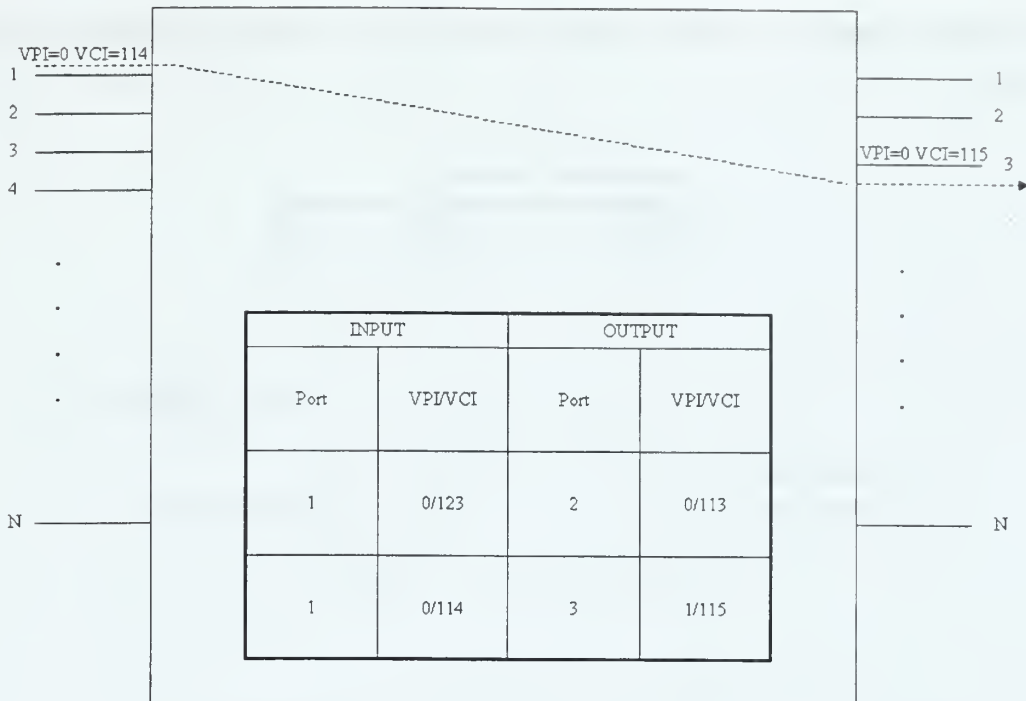 VPI=0 VCI=114
1
2
3
4
N
1
2
VPI=0 VCI=115
3
N
INPUT OUTPUT
Port VPI/VCI Port VPI/VCI
1 0/123 2 0/113
1 0/114 3 1/115